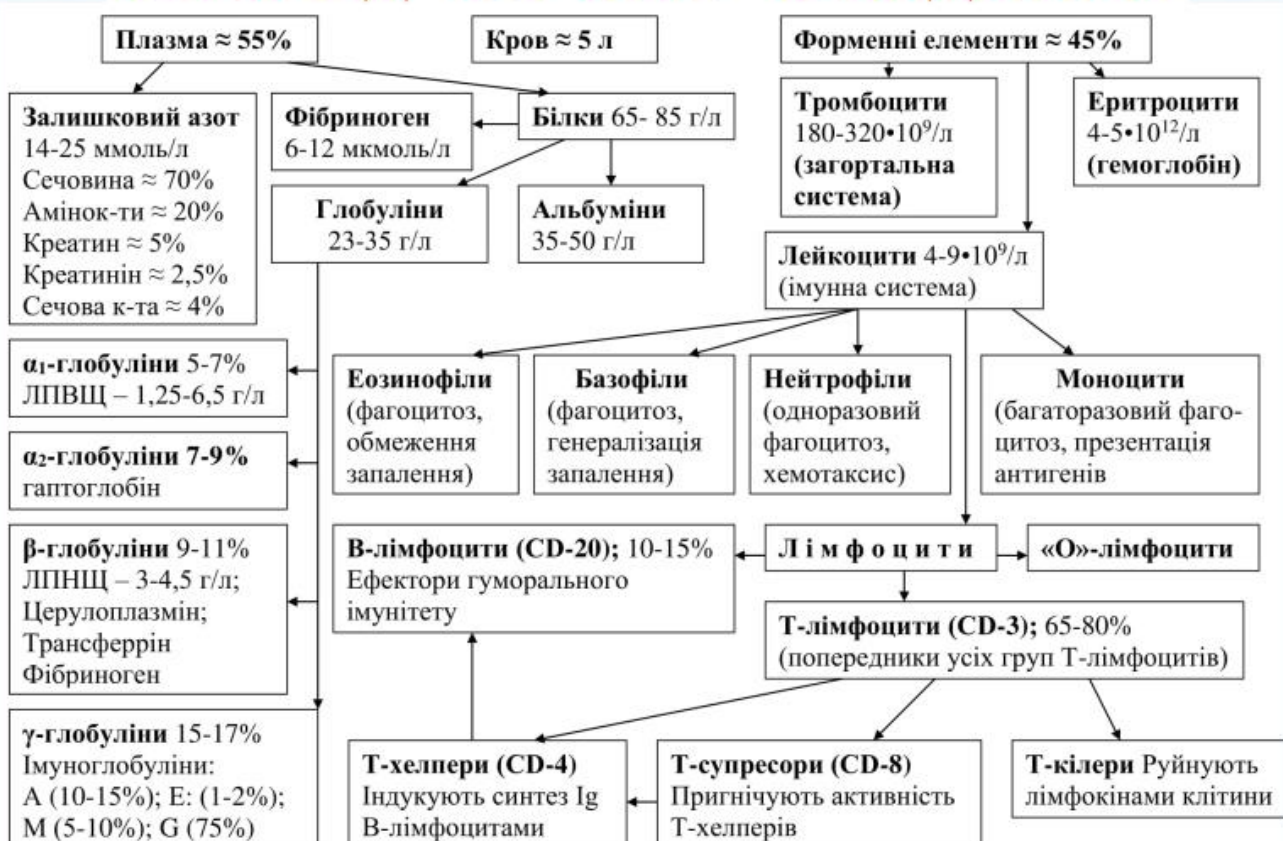 Плазма ≈ 55%
Кров ≈ 5 л
Форменні елементи ≈ 45%
Залишковий азот
14-25 ммоль/л
Сечовина ≈ 70%
Амінок-ти ≈ 20%
Креатин ≈ 5%
Креатинін ≈ 2,5%
Сечова к-та ≈ 4%
Фібриноген
6-12 мкмоль/л
Білки 65- 85 г/л
Тромбоцити
180-320•10⁹/л
(загортальна
система)
Еритроцити
4-5•10¹²/л
(гемоглобін)
Глобуліни
23-35 г/л
Альбуміни
35-50 г/л
Лейкоцити 4-9•10⁹/л
(імунна система)
α₁-глобуліни 5-7%
ЛПВЩ – 1,25-6,5 г/л
Еозинофіли
(фагоцитоз,
обмеження
запалення)
Базофіли
(фагоцитоз,
генералізація
запалення)
Нейтрофіли
(одноразовий
фагоцитоз,
хемотаксис)
Моноцити
(багаторазовий фаго-
цитоз, презентація
антигенів
α₂-глобуліни 7-9%
гаптоглобін
β-глобуліни 9-11%
ЛПНЩ – 3-4,5 г/л;
Церулоплазмін;
Трансферрін
Фібриноген
В-лімфоцити (CD-20); 10-15%
Ефектори гуморального
імунітету
Л і м ф о ц и т и
«О»-лімфоцити
Т-лімфоцити (CD-3); 65-80%
(попередники усіх груп Т-лімфоцитів)
γ-глобуліни 15-17%
Імуноглобуліни:
А (10-15%); Е: (1-2%);
М (5-10%); G (75%)
Т-хелпери (CD-4)
Індукують синтез Ig
В-лімфоцитами
Т-супресори (CD-8)
Пригнічують активність
Т-хелперів
Т-кілери Руйнують
лімфокінами клітини